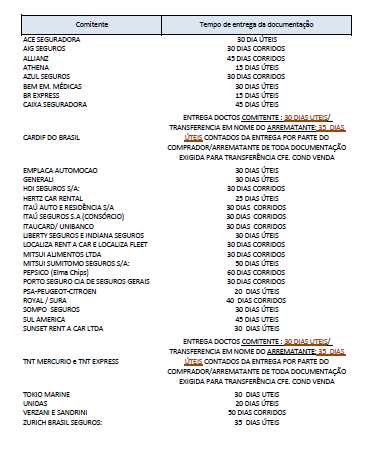 Comitente Tempo de entrega da documentação
ACE SEGURADORA 30 DIA ÚTEIS
AIG SEGUROS 30 DIAS CORRIDOS
ALLIANZ 45 DIAS CORRIDOS
ATHENA 15 DIAS ÚTEIS
AZUL SEGUROS 30 DIAS CORRIDOS
BEM EM. MÉDICAS 30 DIAS ÚTEIS
BR EXPRESS 15 DIAS ÚTEIS
CAIXA SEGURADORA 45 DIAS ÚTEIS
ENTREGA DOCTOS COMITENTE : 30 DIAS UTEIS/
TRANSFERENCIA EM NOME DO ARREMATANTE: 35 DIAS
CARDIF DO BRASIL ÚTEIS CONTADOS DA ENTREGA POR PARTE DO
COMPRADOR/ARREMATANTE DE TODA DOCUMENTAÇÃO
EXIGIDA PARA TRANSFERÊNCIA CFE. COND VENDA
EMPLACA AUTOMOCAO 30 DIAS ÚTEIS
GENERALI 30 DIAS ÚTEIS
HDI SEGUROS S/A: 30 DIAS CORRIDOS
HERTZ CAR RENTAL 25 DIAS ÚTEIS
ITAÚ AUTO E RESIDÊNCIA S/A 30 DIAS CORRIDOS
ITAÚ SEGUROS S.A (CONSÓRCIO) 30 DIAS CORRIDOS
ITAUCARD/ UNIBANCO 30 DIAS CORRIDOS
LIBERTY SEGUROS E INDIANA SEGUROS 30 DIAS ÚTEIS
LOCALIZA RENT A CAR E LOCALIZA FLEET 30 DIAS CORRIDOS
MITSUI ALIMENTOS LTDA 30 DIAS CORRIDOS
MITSUI SUMITOMO SEGUROS S/A: 50 DIAS ÚTEIS
PEPSICO (Elma Chips) 60 DIAS CORRIDOS
PORTO SEGURO CIA DE SEGUROS GERAIS 30 DIAS CORRIDOS
PSA-PEUGEOT-CITROEN 20 DIAS ÚTEIS
ROYAL / SURA 40 DIAS CORRIDOS
SOMPO SEGUROS 30 DIAS ÚTEIS
SUL AMERICA 45 DIAS ÚTEIS
SUNSET RENT A CAR LTDA 30 DIAS ÚTEIS
ENTREGA DOCTOS COMITENTE : 30 DIAS UTEIS/
TRANSFERENCIA EM NOME DO ARREMATANTE: 35 DIAS
TNT MERCURIO e TNT EXPRESS ÚTEIS CONTADOS DA ENTREGA POR PARTE DO
COMPRADOR/ARREMATANTE DE TODA DOCUMENTAÇÃO
EXIGIDA PARA TRANSFERÊNCIA CFE. COND VENDA
TOKIO MARINE 30 DIAS UTEIS
UNIDAS 20 DIAS ÚTEIS
VERZANI E SANDRINI 50 DIAS CORRIDOS
ZURICH BRASIL SEGUROS: 35 DIAS ÚTEIS